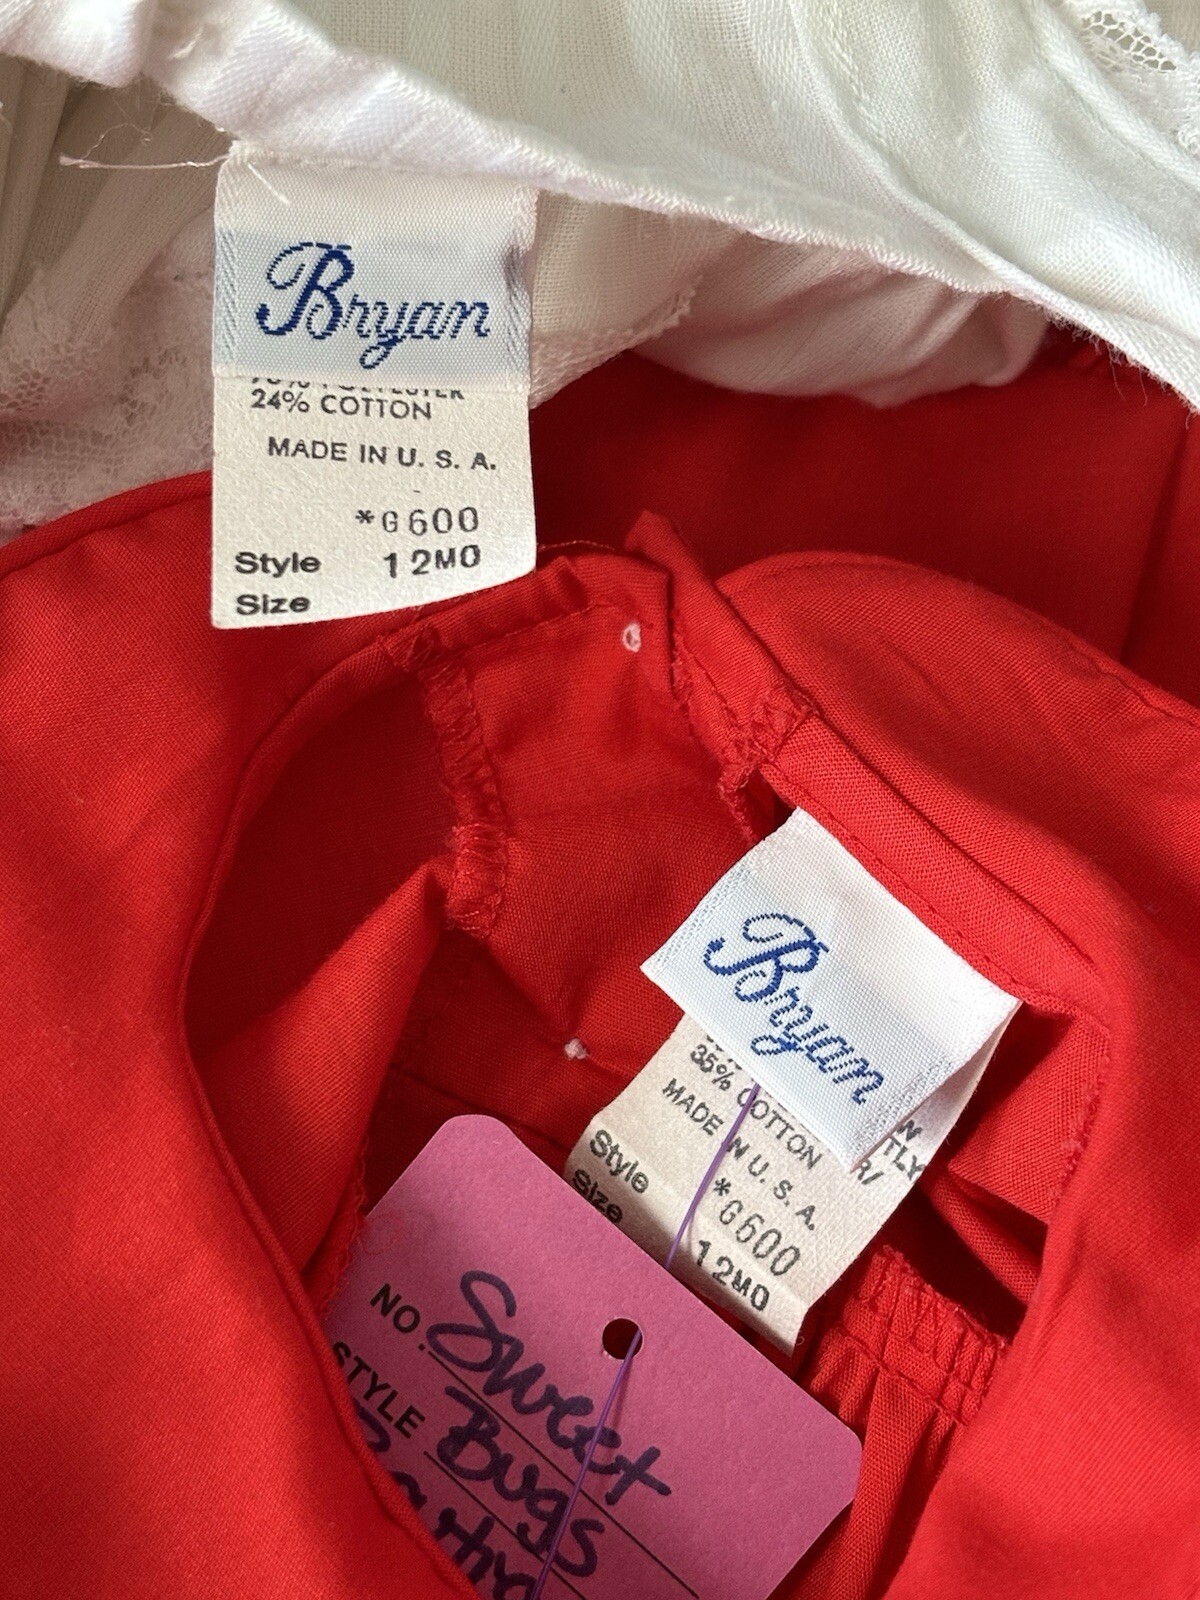 Bryan
24% COTTON
MADE IN U. S. A.
*G600
Style 12MO
Size
Bryan
35% COTTON
MADE IN U. S. A.
Style *G600
Size 12MO
TLY
R/
NO. Sweet
STYLE Bugs